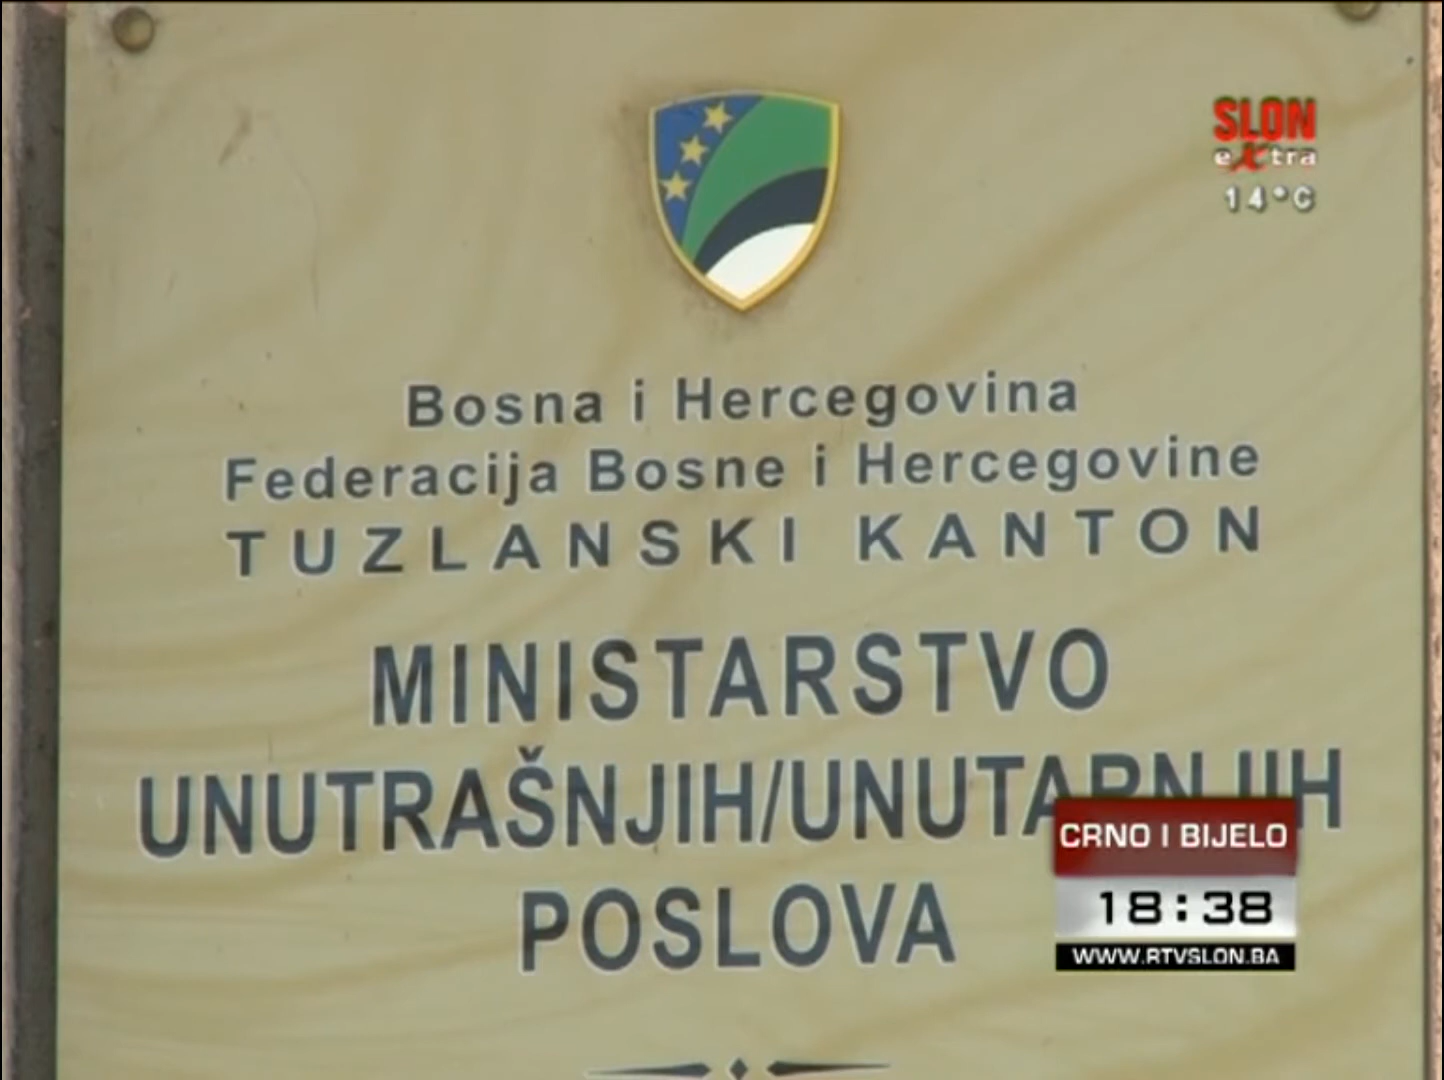 SLON
extra
14°C
Bosna i Hercegovina
Federacija Bosne i Hercegovine
TUZLANSKI KANTON
MINISTARSTVO
UNUTRAŠNJIH/UNUTARNJIH
POSLOVA
CRNO I BIJELO
18:38
WWW.RTVSLON.BA